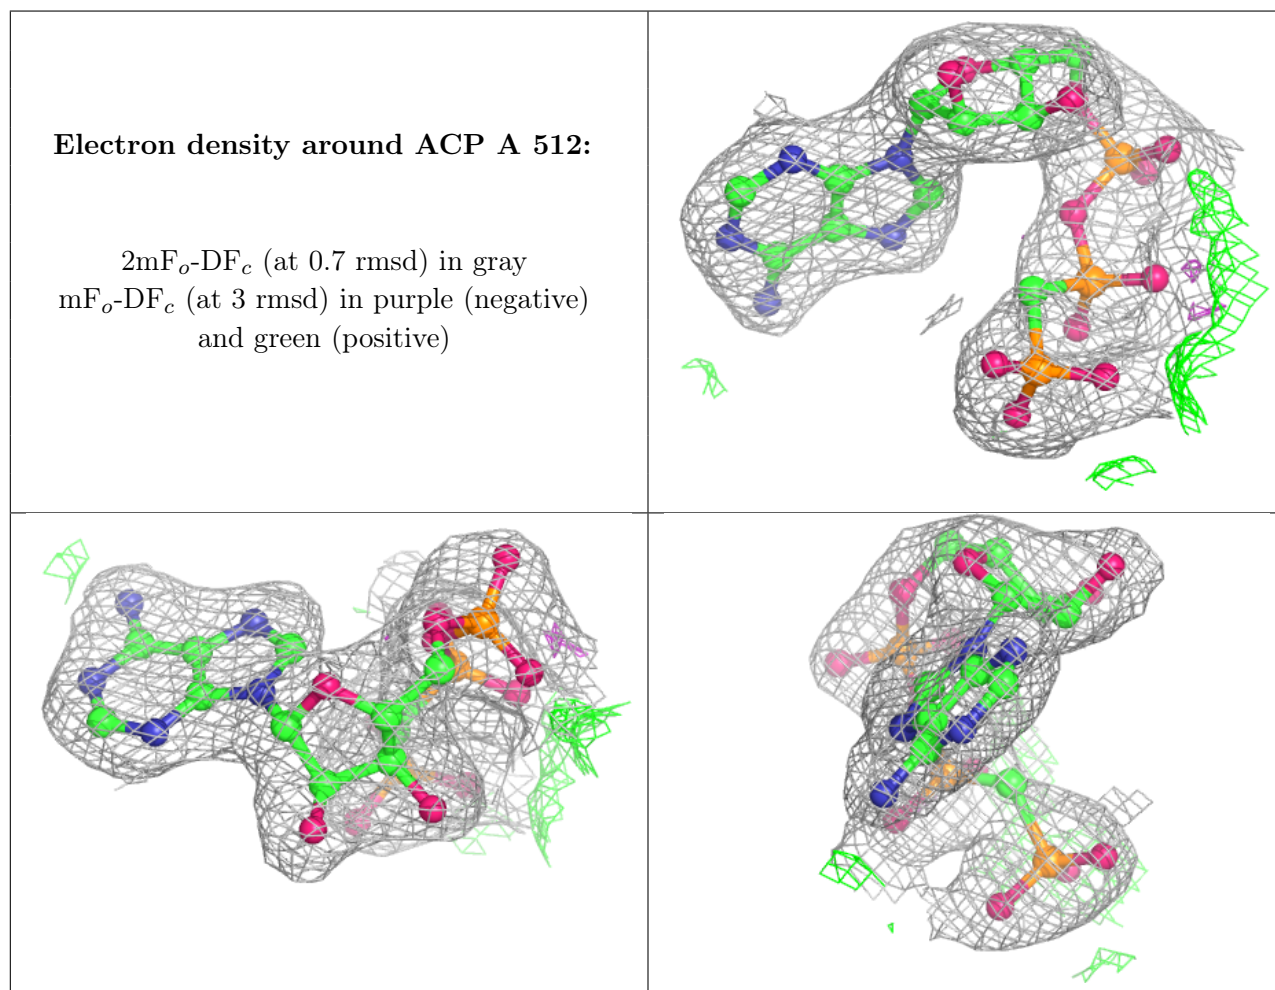 Electron density around ACP A 512:
2mFo-DFc (at 0.7 rmsd) in gray
mFo-DFc (at 3 rmsd) in purple (negative)
and green (positive)